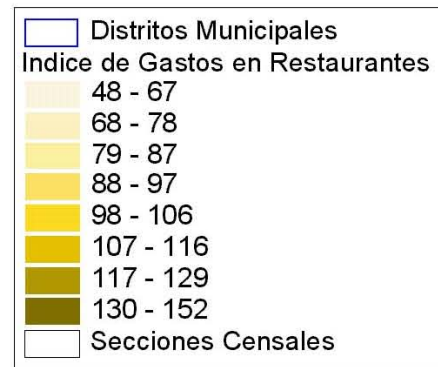 Distritos Municipales
Indice de Gastos en Restaurantes
48 - 67
68 - 78
79 - 87
88 - 97
98 - 106
107 - 116
117 - 129
130 - 152
Secciones Censales